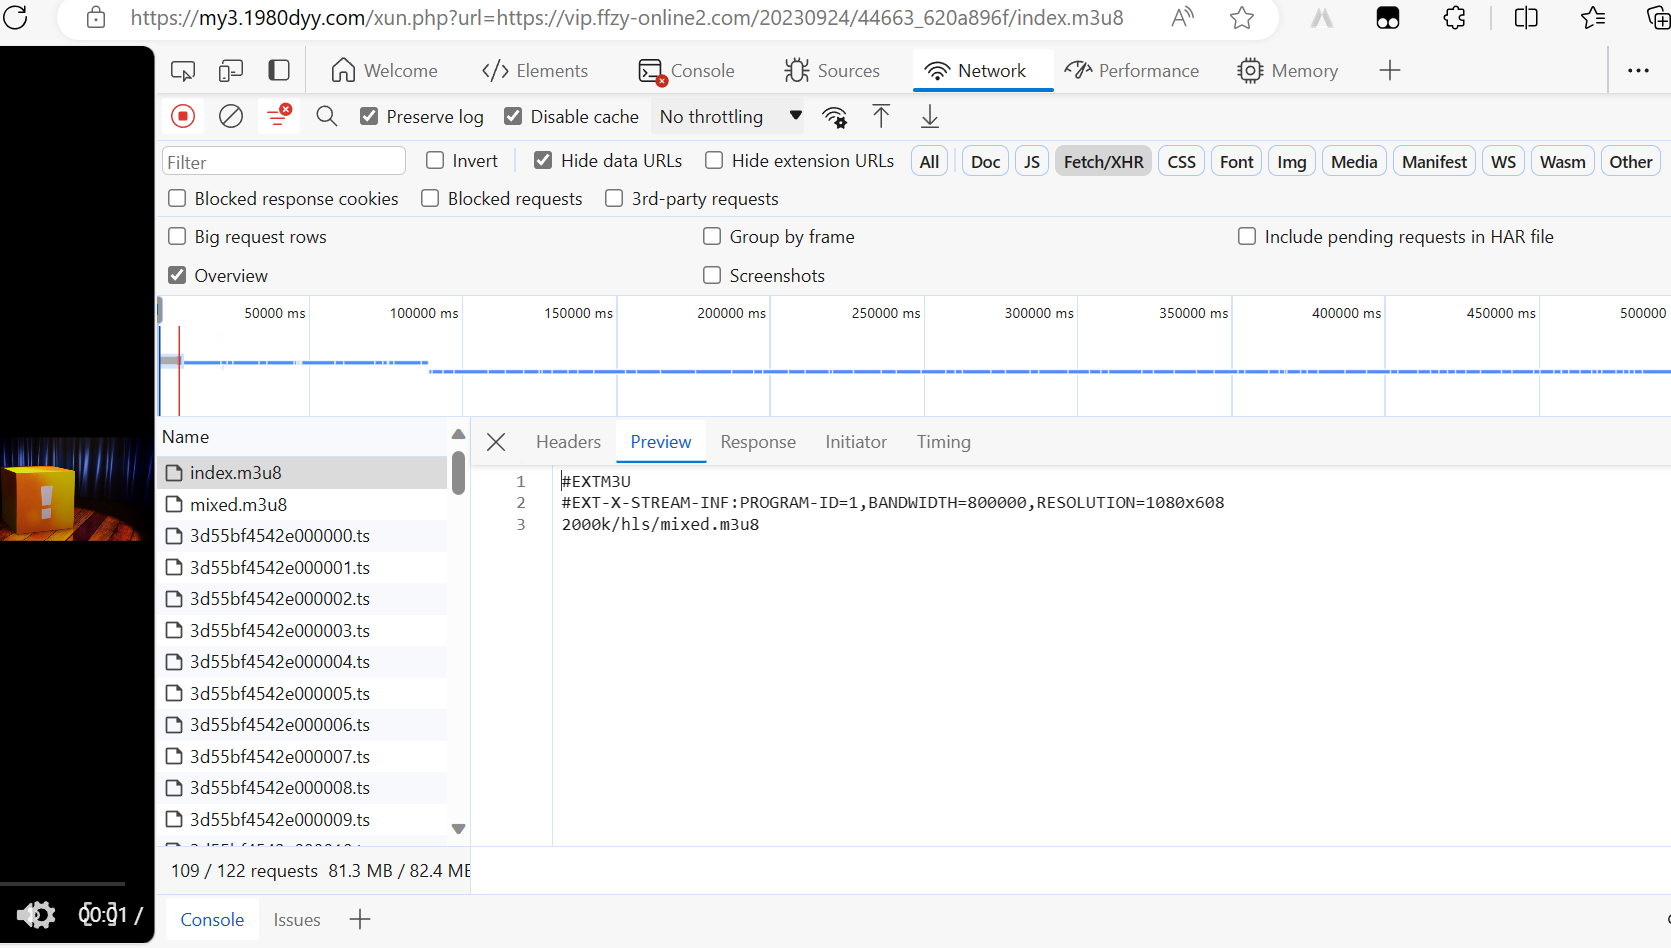 https://my3.1980dyy.com/xun.php?url=https://vip.ffzy-online2.com/20230924/44663_620a896f/index.m3u8
Welcome
Elements
Console
Sources
Network
Performance
Memory
Preserve log
Disable cache
No throttling
Filter
Invert
Hide data URLs
Hide extension URLs
All
Doc
JS
Fetch/XHR
CSS
Font
Img
Media
Manifest
WS
Wasm
Other
Blocked response cookies
Blocked requests
3rd-party requests
Big request rows
Group by frame
Include pending requests in HAR file
Overview
Screenshots
50000 ms
100000 ms
150000 ms
200000 ms
250000 ms
300000 ms
350000 ms
400000 ms
450000 ms
500000
Name
Headers
Preview
Response
Initiator
Timing
index.m3u8
mixed.m3u8
3d55bf4542e000000.ts
3d55bf4542e000001.ts
3d55bf4542e000002.ts
3d55bf4542e000003.ts
3d55bf4542e000004.ts
3d55bf4542e000005.ts
3d55bf4542e000006.ts
3d55bf4542e000007.ts
3d55bf4542e000008.ts
3d55bf4542e000009.ts
1 #EXTM3U
2 #EXT-X-STREAM-INF:PROGRAM-ID=1,BANDWIDTH=800000,RESOLUTION=1080x608
3 2000k/hls/mixed.m3u8
109 / 122 requests 81.3 MB / 82.4 ME
00:01 /
Console
Issues